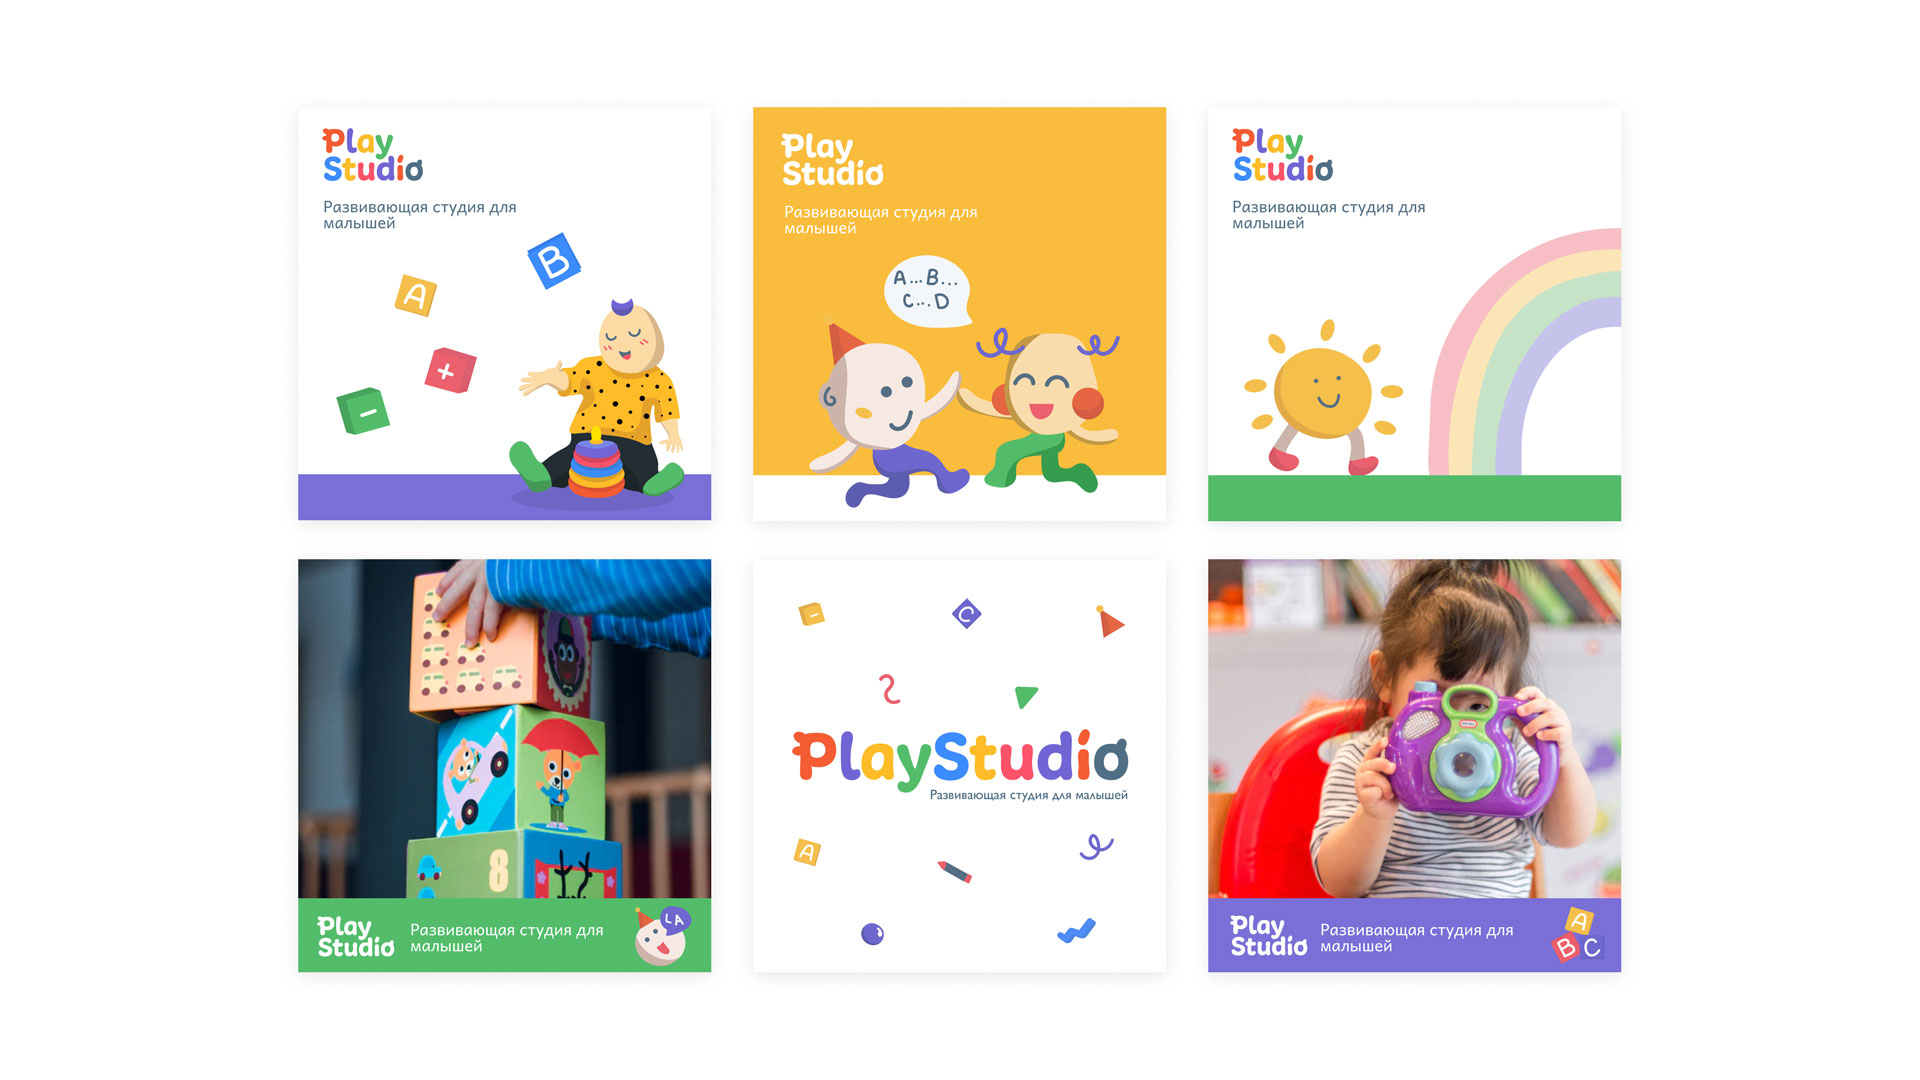 Play
Studio
Развивающая студия для
малышей
B
A
+
-
Play
Studio
Развивающая студия для
малышей
A...B...
C...D
Play
Studio
Развивающая студия для
малышей
8
Play
Studio
Развивающая студия для
малышей
LA
-
C
PlayStudio
Развивающая студия для малышей
A
Play
Studio
Развивающая студия для
малышей
A
B C